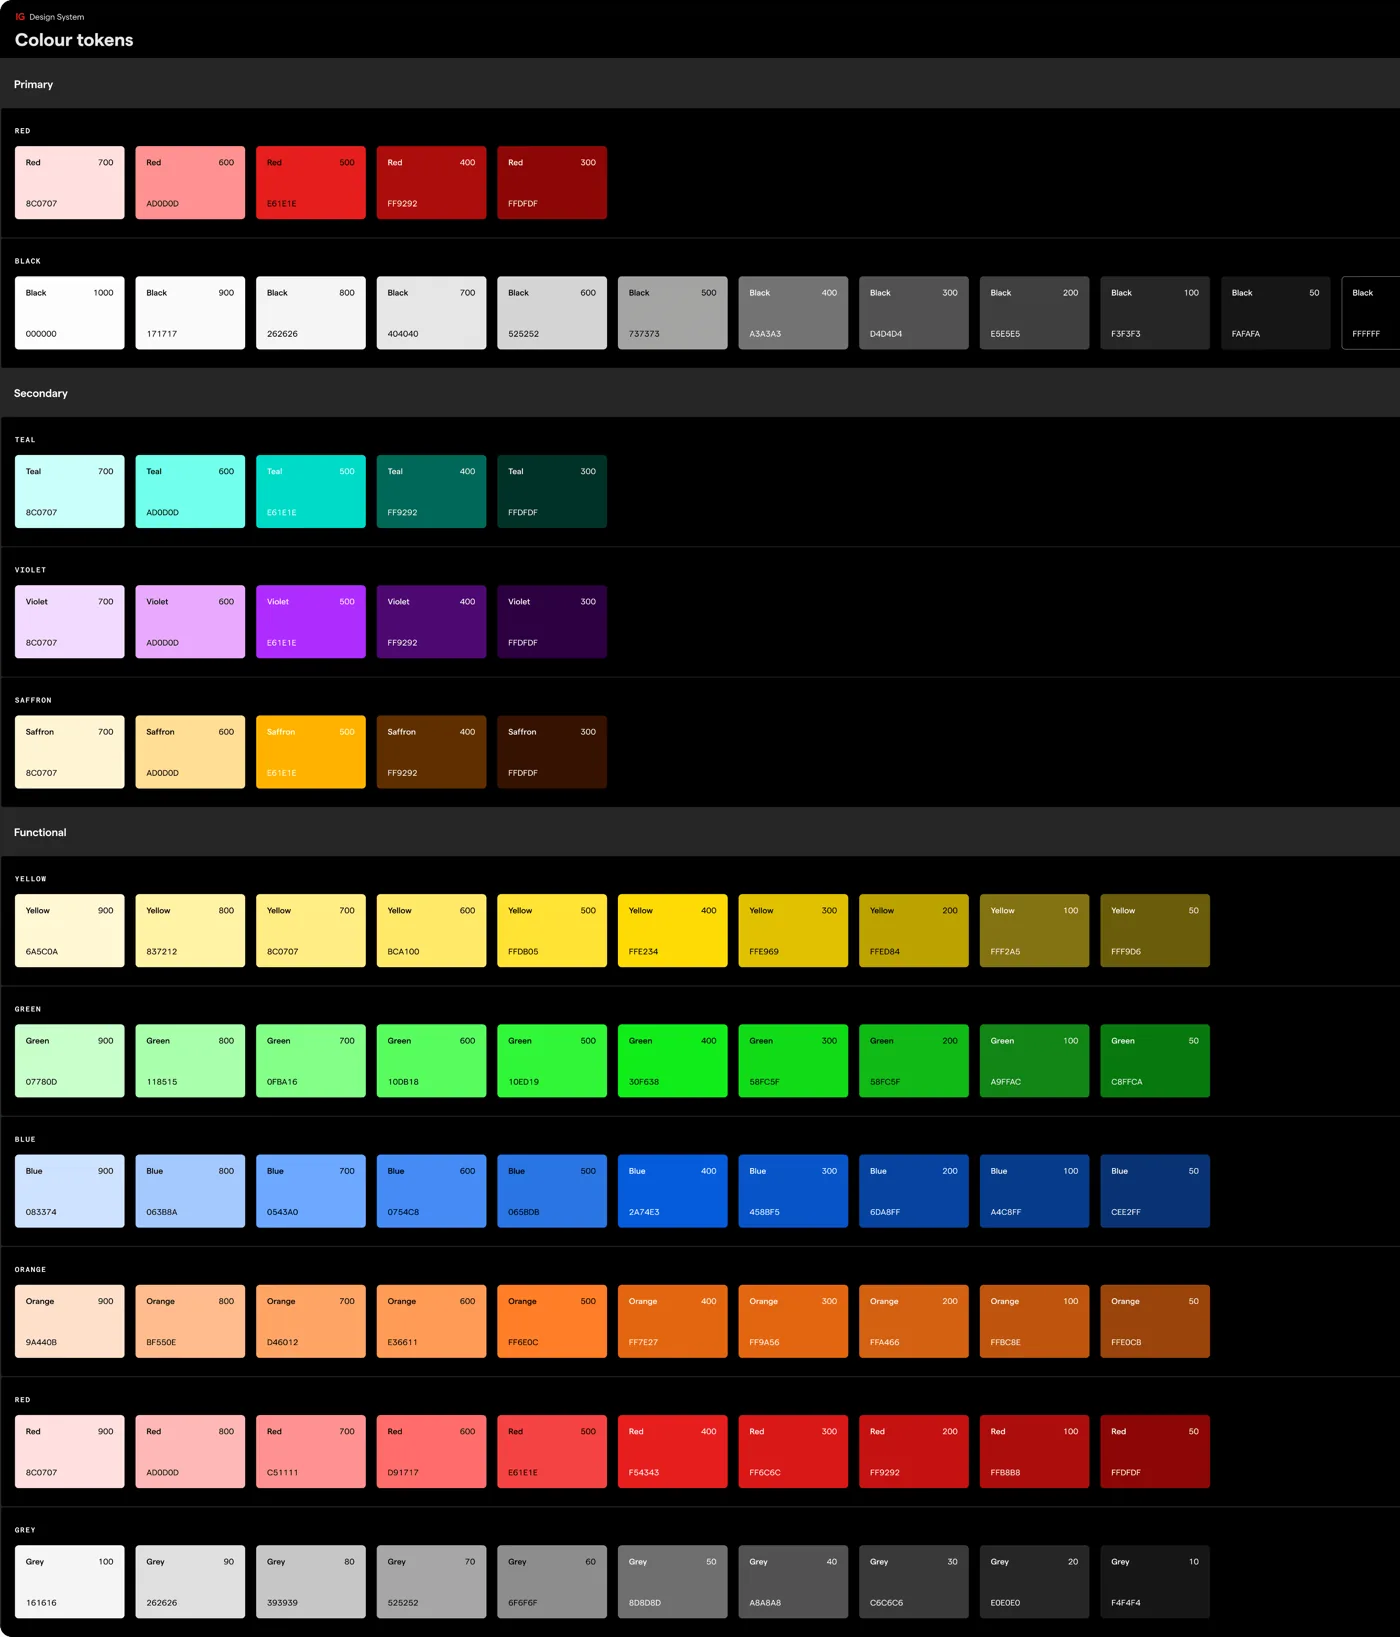 IG Design System
Colour tokens
Primary
RED
Red 700 Red 600 Red 500 Red 400 Red 300
8C0707 AD0D0D E61E1E FF9292 FFDFDF
BLACK
Black 1000 Black 900 Black 800 Black 700 Black 600 Black 500 Black 400 Black 300 Black 200 Black 100 Black 50 Black
000000 171717 262626 404040 525252 737373 A3A3A3 D4D4D4 E5E5E5 F3F3F3 FAFAFA FFFFFF
Secondary
TEAL
Teal 700 Teal 600 Teal 500 Teal 400 Teal 300
8C0707 AD0D0D E61E1E FF9292 FFDFDF
VIOLET
Violet 700 Violet 600 Violet 500 Violet 400 Violet 300
8C0707 AD0D0D E61E1E FF9292 FFDFDF
SAFFRON
Saffron 700 Saffron 600 Saffron 500 Saffron 400 Saffron 300
8C0707 AD0D0D E61E1E FF9292 FFDFDF
Functional
YELLOW
Yellow 900 Yellow 800 Yellow 700 Yellow 600 Yellow 500 Yellow 400 Yellow 300 Yellow 200 Yellow 100 Yellow 50
6A5C0A 837212 8C0707 BCA100 FFDB05 FFE234 FFE969 FFED84 FFF2A5 FFF9D6
GREEN
Green 900 Green 800 Green 700 Green 600 Green 500 Green 400 Green 300 Green 200 Green 100 Green 50
07780D 118515 0FBA16 10DB18 10ED19 30F638 58FC5F 58FC5F A9FFAC C8FFCA
BLUE
Blue 900 Blue 800 Blue 700 Blue 600 Blue 500 Blue 400 Blue 300 Blue 200 Blue 100 Blue 50
083374 063B8A 0543A0 0754C8 065BDB 2A74E3 458BF5 6DA8FF A4C8FF CEE2FF
ORANGE
Orange 900 Orange 800 Orange 700 Orange 600 Orange 500 Orange 400 Orange 300 Orange 200 Orange 100 Orange 50
9A440B BF550E D46012 E36611 FF6E0C FF7E27 FF9A56 FFA466 FFBC8E FFE0CB
RED
Red 900 Red 800 Red 700 Red 600 Red 500 Red 400 Red 300 Red 200 Red 100 Red 50
8C0707 AD0D0D C51111 D91717 E61E1E F54343 FF6C6C FF9292 FFB8B8 FFDFDF
GREY
Grey 100 Grey 90 Grey 80 Grey 70 Grey 60 Grey 50 Grey 40 Grey 30 Grey 20 Grey 10
161616 262626 393939 525252 6F6F6F 8D8D8D A8A8A8 C6C6C6 E0E0E0 F4F4F4